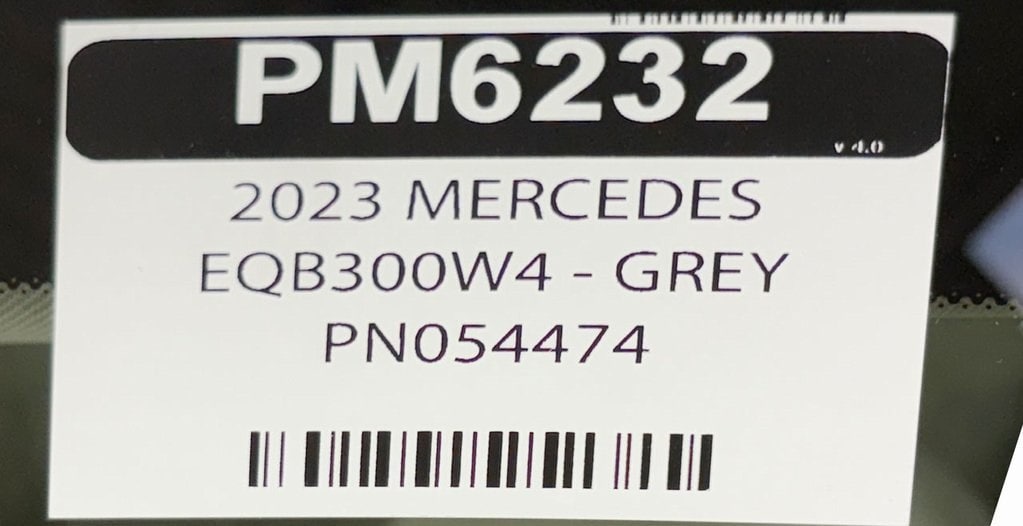 PM6232
v 4.0
2023 MERCEDES
EQB300W4 - GREY
PN054474